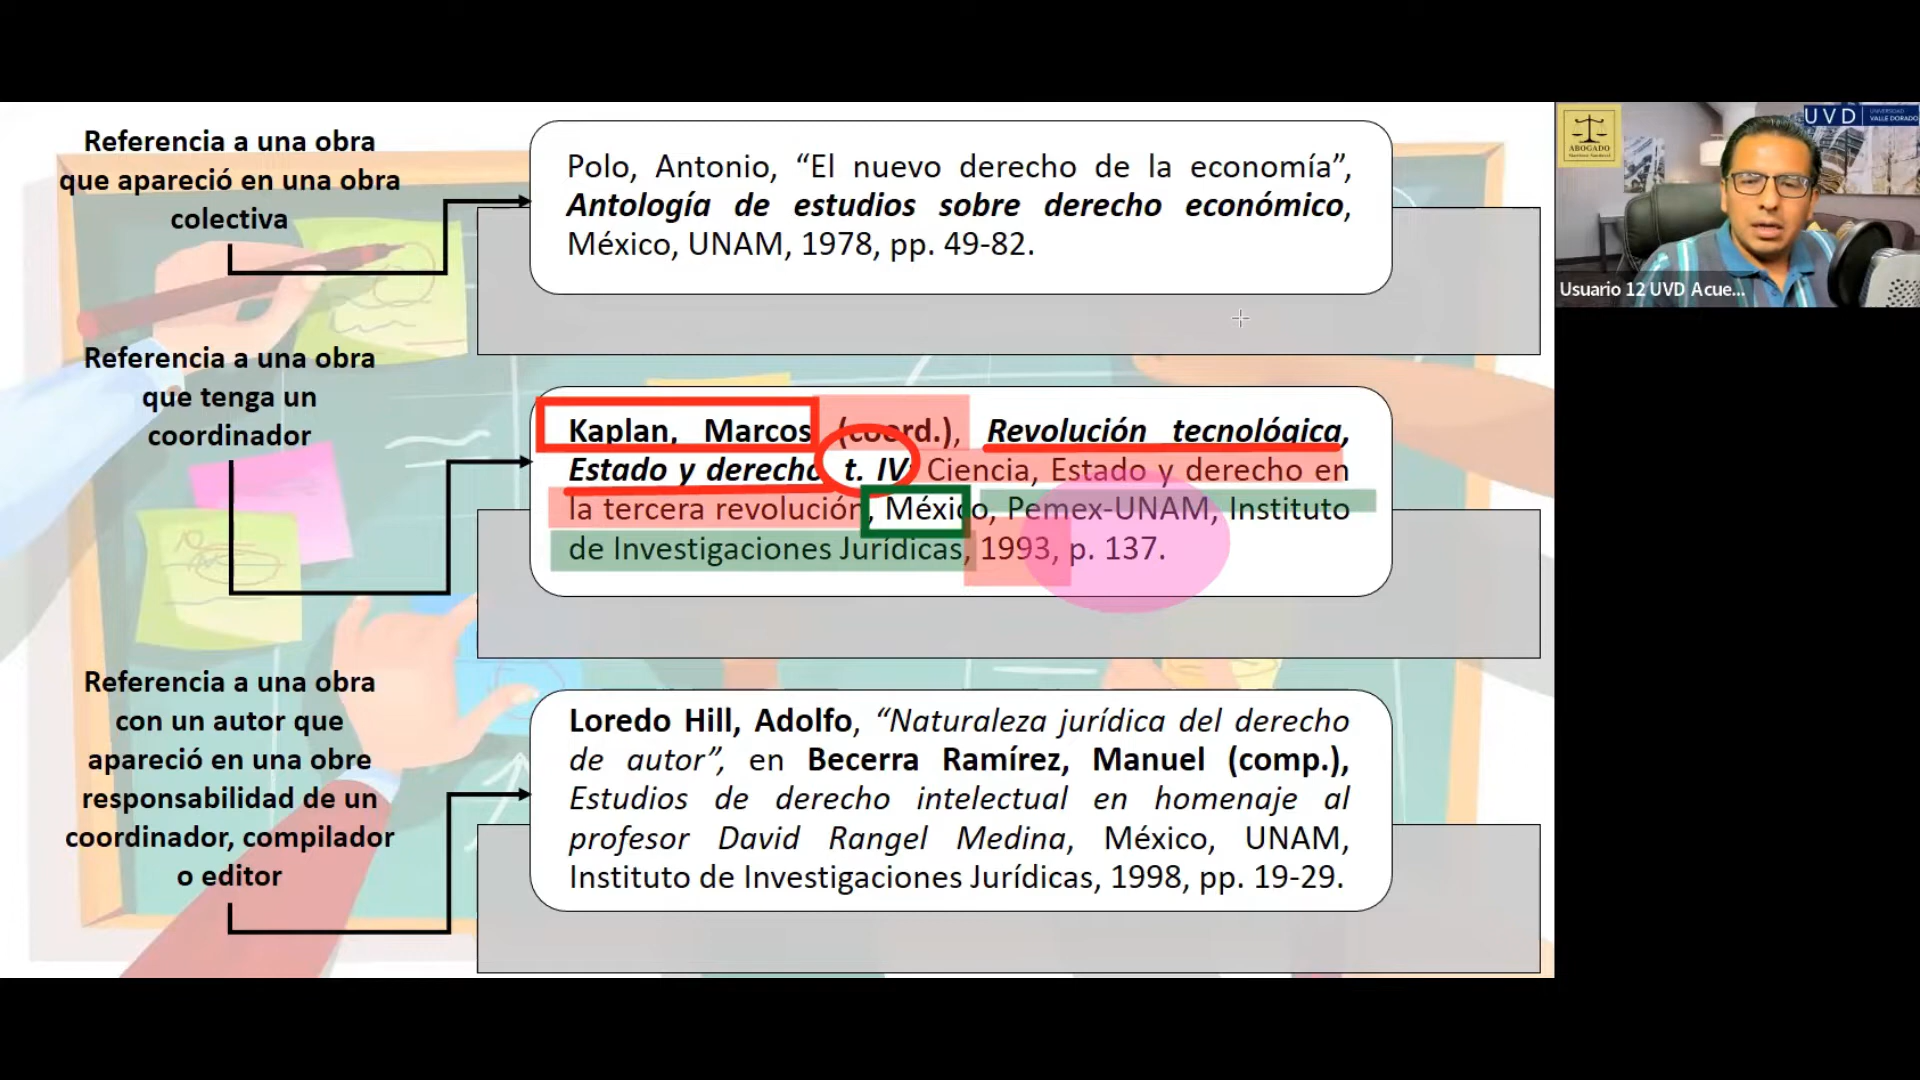 Referencia a una obra
que apareció en una obra
colectiva
Polo, Antonio, “El nuevo derecho de la economía”,
Antología de estudios sobre derecho económico,
México, UNAM, 1978, pp. 49-82.
Referencia a una obra
que tenga un
coordinador
Kaplan, Marcos (coord.), Revolución tecnológica,
Estado y derecho t. IV: Ciencia, Estado y derecho en
la tercera revolución, México, Pemex-UNAM, Instituto
de Investigaciones Jurídicas, 1993, p. 137.
Referencia a una obra
con un autor que
apareció en una obre
responsabilidad de un
coordinador, compilador
o editor
Loredo Hill, Adolfo, “Naturaleza jurídica del derecho
de autor”, en Becerra Ramírez, Manuel (comp.),
Estudios de derecho intelectual en homenaje al
profesor David Rangel Medina, México, UNAM,
Instituto de Investigaciones Jurídicas, 1998, pp. 19-29.
ABOGADO
UVD
VALLE DORADO
Usuario 12 UVD Acue...